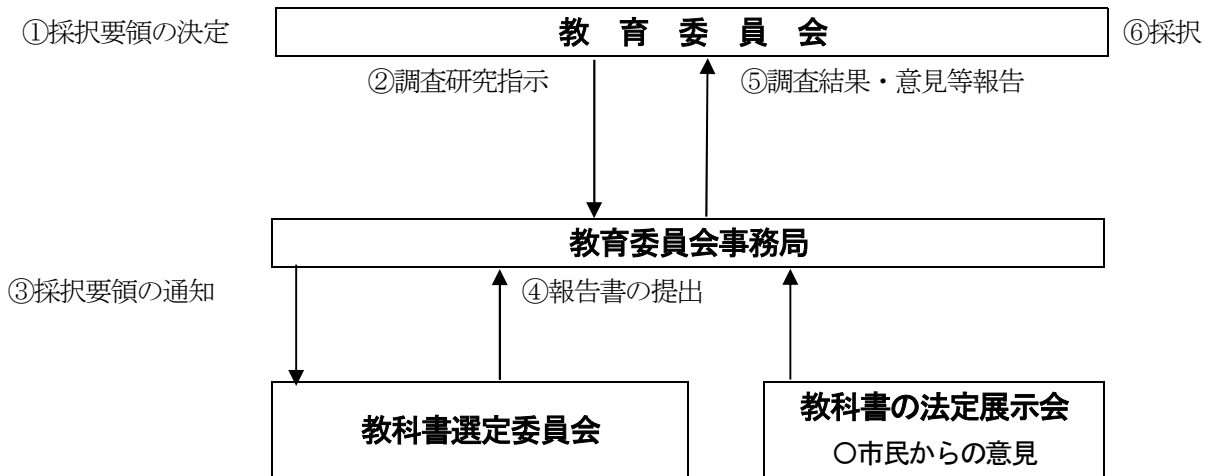 ①採択要領の決定
教 育 委 員 会
⑥採択
②調査研究指示
⑤調査結果・意見等報告
教育委員会事務局
③採択要領の通知
④報告書の提出
教科書選定委員会
教科書の法定展示会
○市民からの意見